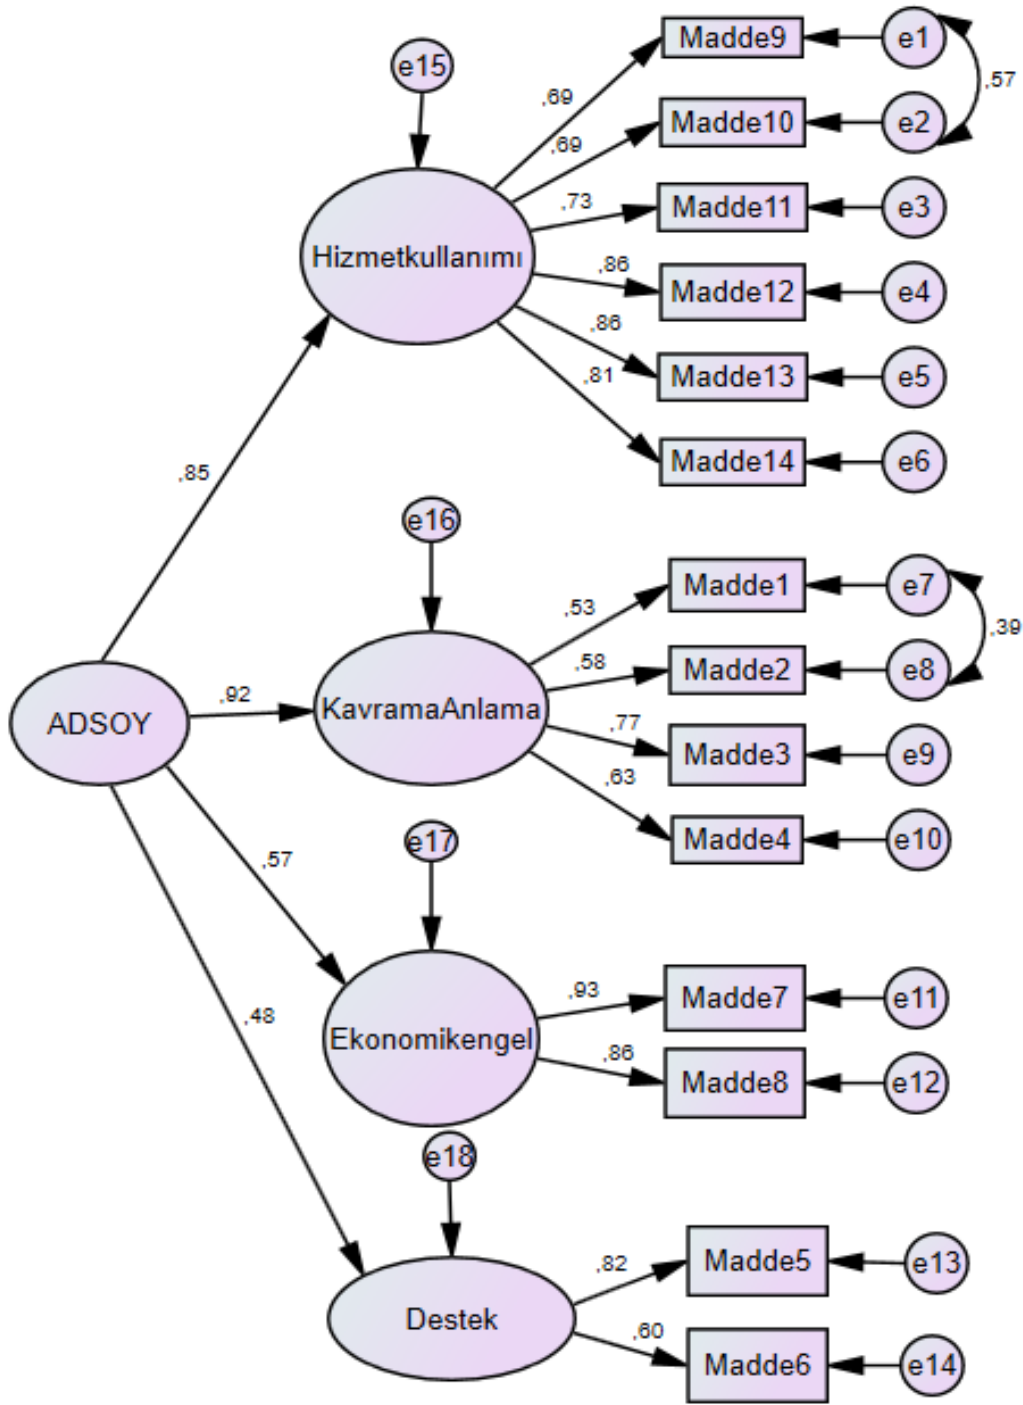 e15
,69
Madde9
e1
,57
,69
Madde10
e2
,73
Madde11
e3
Hizmetkullanımı
,86
Madde12
e4
,86
Madde13
e5
,81
Madde14
e6
,85
e16
,53
Madde1
e7
,39
,58
Madde2
e8
ADSOY
,92
KavramaAnlama
,77
Madde3
e9
,63
Madde4
e10
e17
,57
,93
Madde7
e11
,48
Ekonomikengel
,86
Madde8
e12
e18
,82
Madde5
e13
Destek
,60
Madde6
e14